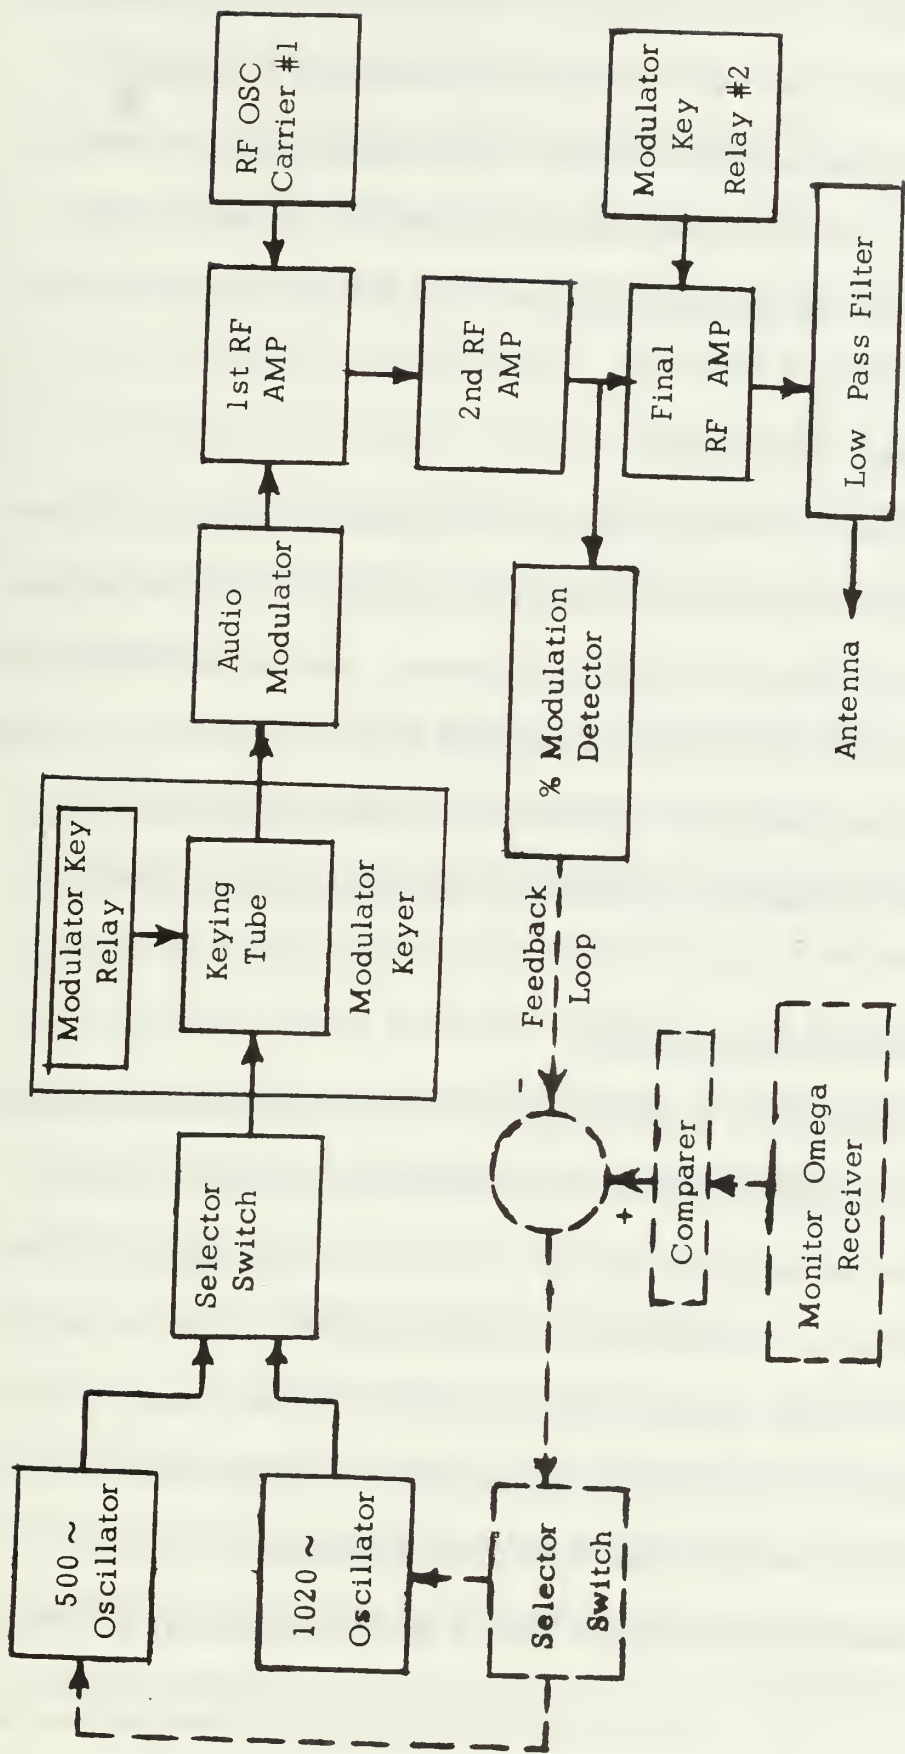 500 ~
Oscillator
1020 ~
Oscillator
Selector
Switch
Modulator Key
Relay
Keying
Tube
Modulator
Keyer
Audio
Modulator
1st RF
AMP
RF OSC
Carrier #1
2nd RF
AMP
Final
RF AMP
Modulator
Key
Relay #2
Low Pass Filter
Antenna
% Modulation
Detector
Feedback
Loop
-
+
Comparer
Monitor Omega
Receiver
Selector
Switch